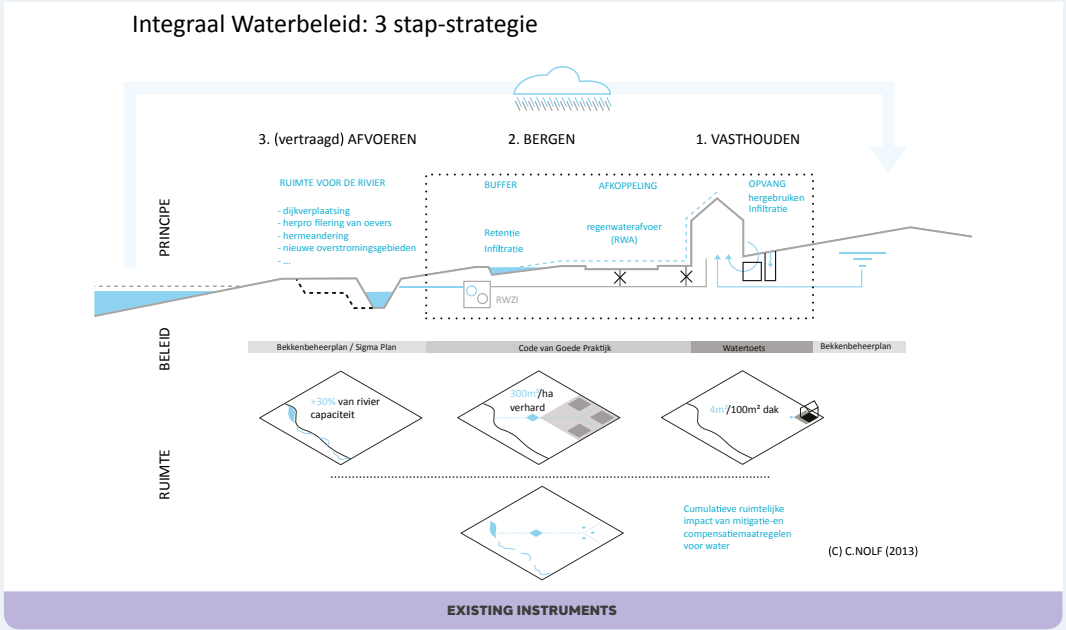 Integraal Waterbeleid: 3 stap-strategie
3. (vertraagd) AFVOEREN
2. BERGEN
1. VASTHOUDEN
PRINCIPE
RUIMTE VOOR DE RIVIER
- dijkverplaatsing
- herpro filering van oevers
- hermeandering
- nieuwe overstromingsgebieden
- ...
BUFFER
Retentie
Infiltratie
AFKOPPELING
regenwaterafvoer
(RWA)
OPVANG
hergebruiken
Infiltratie
RWZI
BELEID
Bekkenbeheerplan / Sigma Plan
Code van Goede Praktijk
Watertoets
Bekkenbeheerplan
RUIMTE
+30% van rivier
capaciteit
300m³/ha
verhard
4m³/100m² dak
Cumulatieve ruimtelijke
impact van mitigatie-en
compensatiemaatregelen
voor water
(C) C.NOLF (2013)
EXISTING INSTRUMENTS